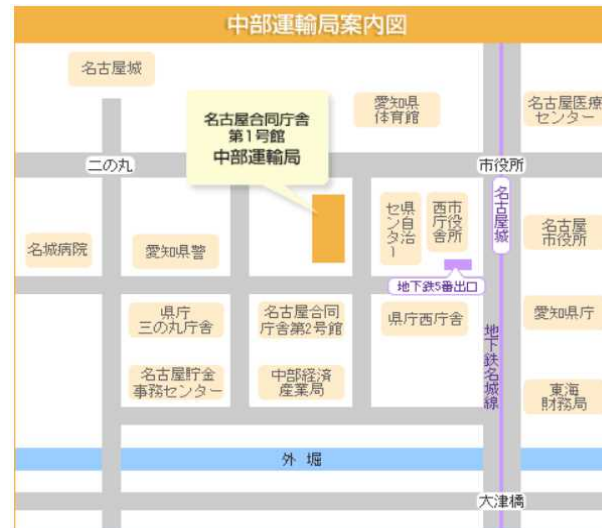 中部運輸局案内図
名古屋城
名古屋合同庁舎
第1号館
中部運輸局
愛知県
体育館
名古屋医療
センター
二の丸
市役所
名城病院
愛知県警
県自治
センター
西庁舎
市役所
名古屋城
名古屋
市役所
地下鉄5番出口
県庁
三の丸庁舎
名古屋合同
庁舎第2号館
県庁西庁舎
愛知県庁
地下鉄名城線
名古屋貯金
事務センター
中部経済
産業局
東海
財務局
外堀
大津橋